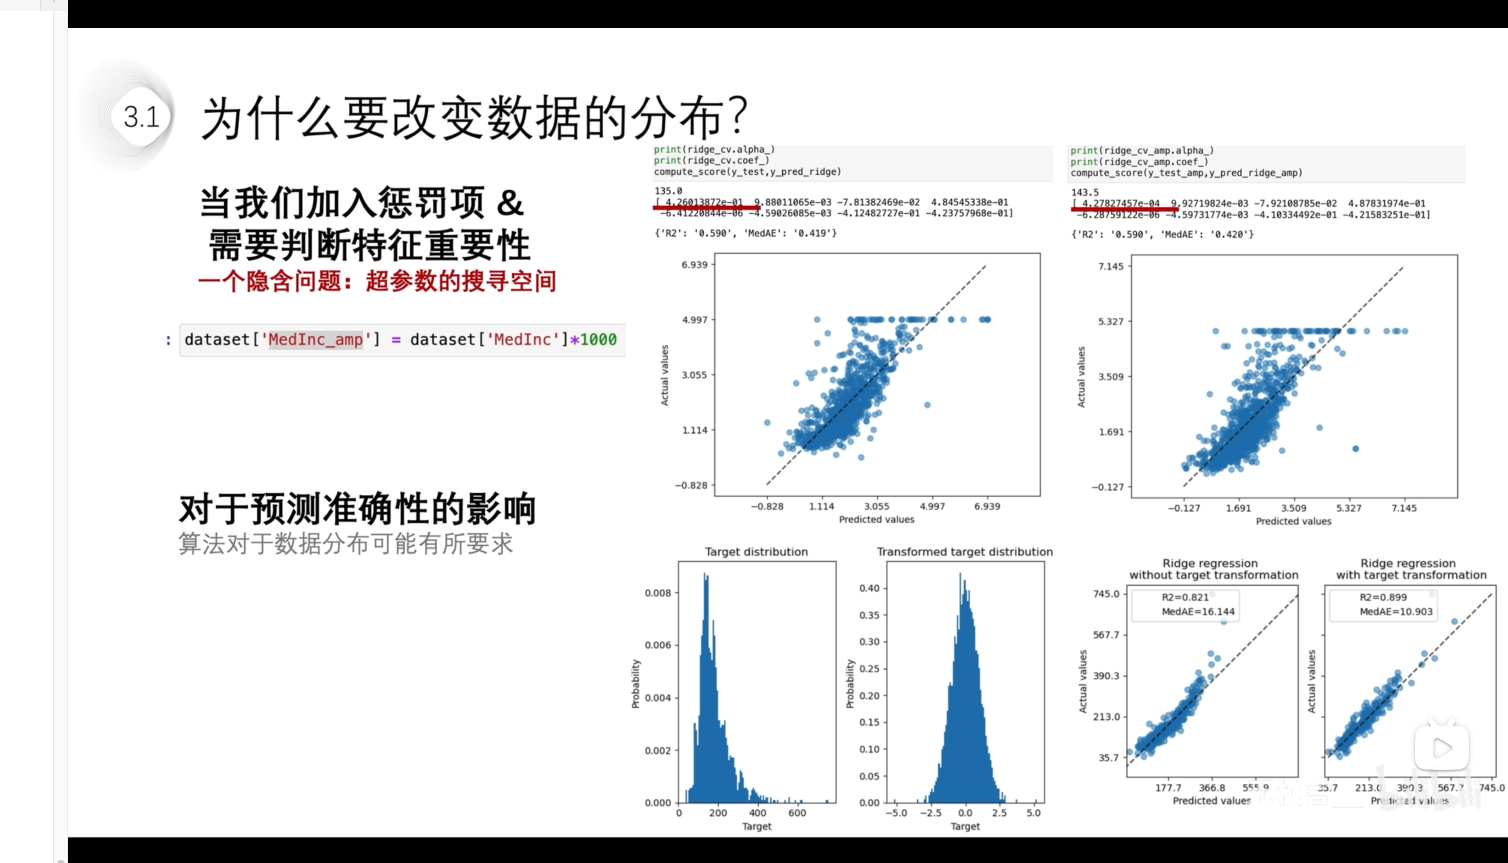 3.1
为什么要改变数据的分布?
当我们加入惩罚项 &
需要判断特征重要性
一个隐含问题：超参数的搜寻空间
: dataset['MedInc_amp'] = dataset['MedInc']*1000
对于预测准确性的影响
算法对于数据分布可能有所要求
print(ridge_cv.alpha_)
print(ridge_cv.coef_)
compute_score(y_test,y_pred_ridge)
135.0
[ 4.26013872e-01 9.88011065e-03 -7.81382469e-02 4.84545338e-01
-6.41220844e-06 -4.59026085e-03 -4.12482727e-01 -4.23757968e-01]
{'R2': '0.590', 'MedAE': '0.419'}
6.939
4.997
3.055
1.114
−0.828
Actual values
−0.828 1.114 3.055 4.997 6.939
Predicted values
print(ridge_cv_amp.alpha_)
print(ridge_cv_amp.coef_)
compute_score(y_test_amp,y_pred_ridge_amp)
143.5
[ 4.27827457e-04 9.92719824e-03 -7.92108785e-02 4.87831974e-01
-6.28759122e-06 -4.59731774e-03 -4.10334492e-01 -4.21583251e-01]
{'R2': '0.590', 'MedAE': '0.420'}
7.145
5.327
3.509
1.691
−0.127
Actual values
−0.127 1.691 3.509 5.327 7.145
Predicted values
Target distribution
0.008
0.006
0.004
0.002
0.000
Probability
0 200 400 600
Target
Transformed target distribution
0.40
0.35
0.30
0.25
0.20
0.15
0.10
0.05
0.00
Probability
−5.0 −2.5 0.0 2.5 5.0
Target
Ridge regression
without target transformation
R2=0.821
MedAE=16.144
745.0
567.7
390.3
213.0
35.7
Actual values
177.7 366.8 555.9
Predicted values
Ridge regression
with target transformation
R2=0.899
MedAE=10.903
Actual values
35.7 213.0 390.3 567.7 745.0
Predicted values